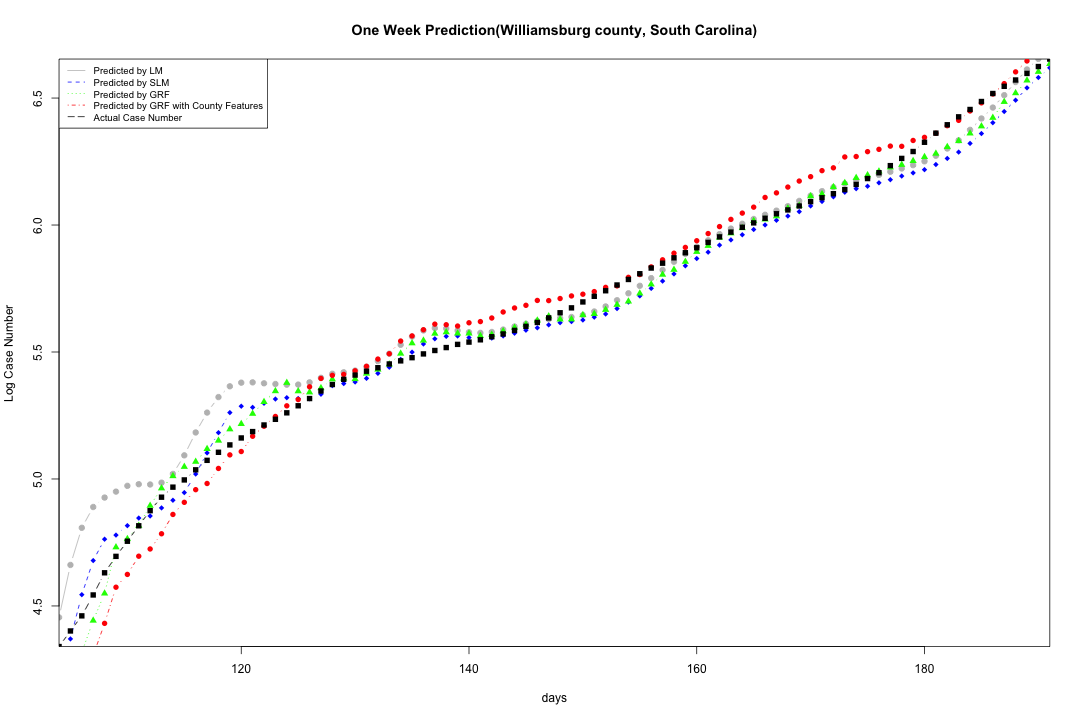 One Week Prediction(Williamsburg county, South Carolina)
Predicted by LM
Predicted by SLM
Predicted by GRF
Predicted by GRF with County Features
Actual Case Number
Log Case Number
6.5
6.0
5.5
5.0
4.5
120 140 160 180
days